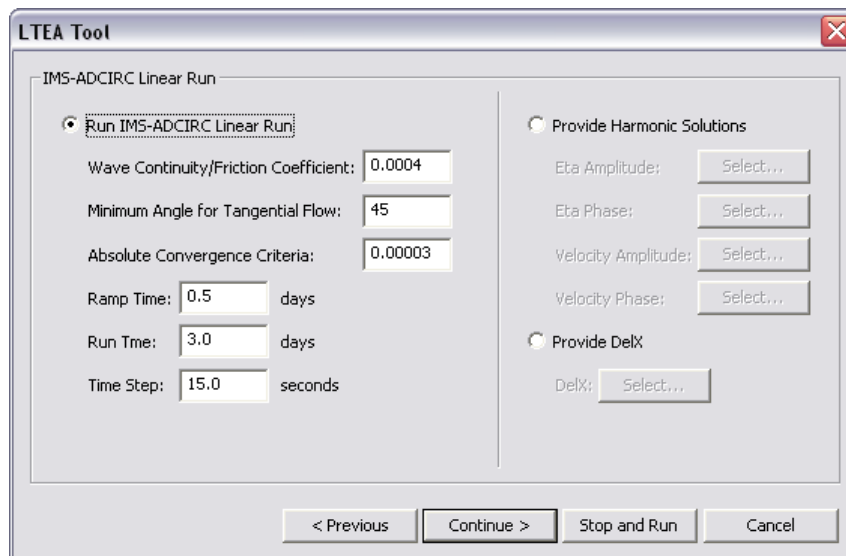 LTEA Tool
IMS-ADCIRC Linear Run
Run IMS-ADCIRC Linear Run
Wave Continuity/Friction Coefficient: 0.0004
Minimum Angle for Tangential Flow: 45
Absolute Convergence Criteria: 0.00003
Ramp Time: 0.5 days
Run Tme: 3.0 days
Time Step: 15.0 seconds
Provide Harmonic Solutions
Eta Amplitude: Select...
Eta Phase: Select...
Velocity Amplitude: Select...
Velocity Phase: Select...
Provide DelX
DelX: Select...
< Previous Continue > Stop and Run Cancel